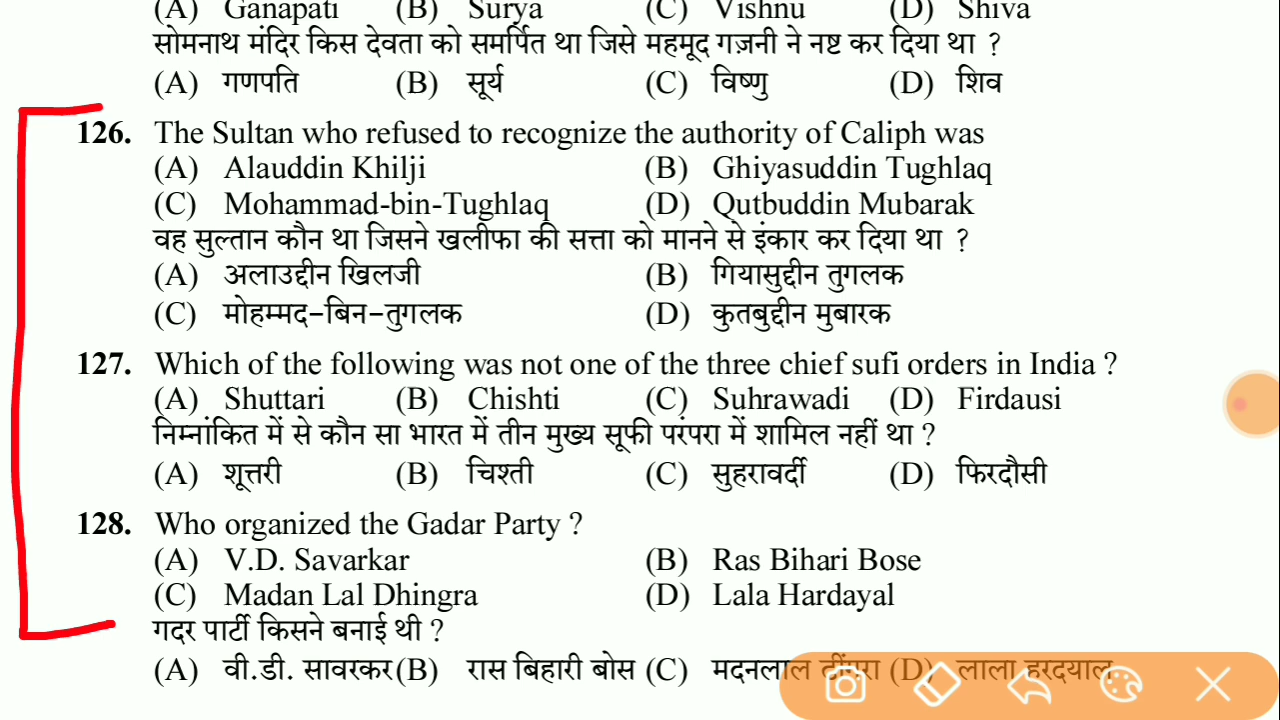 (A) Ganapati (B) Surya (C) Vishnu (D) Shiva
सोमनाथ मंदिर किस देवता को समर्पित था जिसे महमूद गज़नी ने नष्ट कर दिया था ?
(A) गणपति (B) सूर्य (C) विष्णु (D) शिव
126. The Sultan who refused to recognize the authority of Caliph was
(A) Alauddin Khilji (B) Ghiyasuddin Tughlaq
(C) Mohammad-bin-Tughlaq (D) Qutbuddin Mubarak
वह सुल्तान कौन था जिसने खलीफा की सत्ता को मानने से इंकार कर दिया था ?
(A) अलाउद्दीन खिलजी (B) गियासुद्दीन तुगलक
(C) मोहम्मद-बिन-तुगलक (D) कुतबुद्दीन मुबारक
127. Which of the following was not one of the three chief sufi orders in India ?
(A) Shuttari (B) Chishti (C) Suhrawadi (D) Firdausi
निम्नांकित में से कौन सा भारत में तीन मुख्य सूफी परंपरा में शामिल नहीं था ?
(A) शूत्तरी (B) चिश्ती (C) सुहरावर्दी (D) फिरदौसी
128. Who organized the Gadar Party ?
(A) V.D. Savarkar (B) Ras Bihari Bose
(C) Madan Lal Dhingra (D) Lala Hardayal
गदर पार्टी किसने बनाई थी ?
(A) वी.डी. सावरकर (B) रास बिहारी बोस (C) मदनलाल ढींगरा (D) लाला हरदयाल